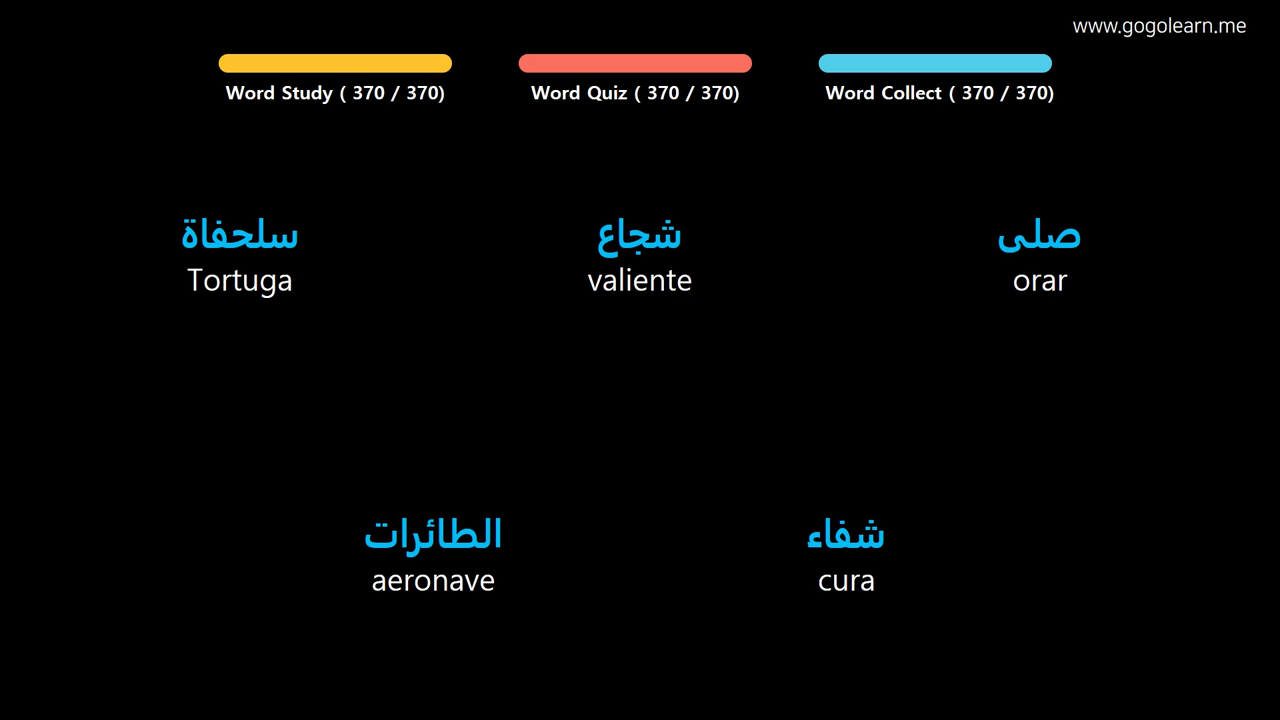 www.gogolearn.me
Word Study ( 370 / 370)
Word Quiz ( 370 / 370)
Word Collect ( 370 / 370)
سلحفاة
Tortuga
شجاع
valiente
صلى
orar
الطائرات
aeronave
شفاء
cura